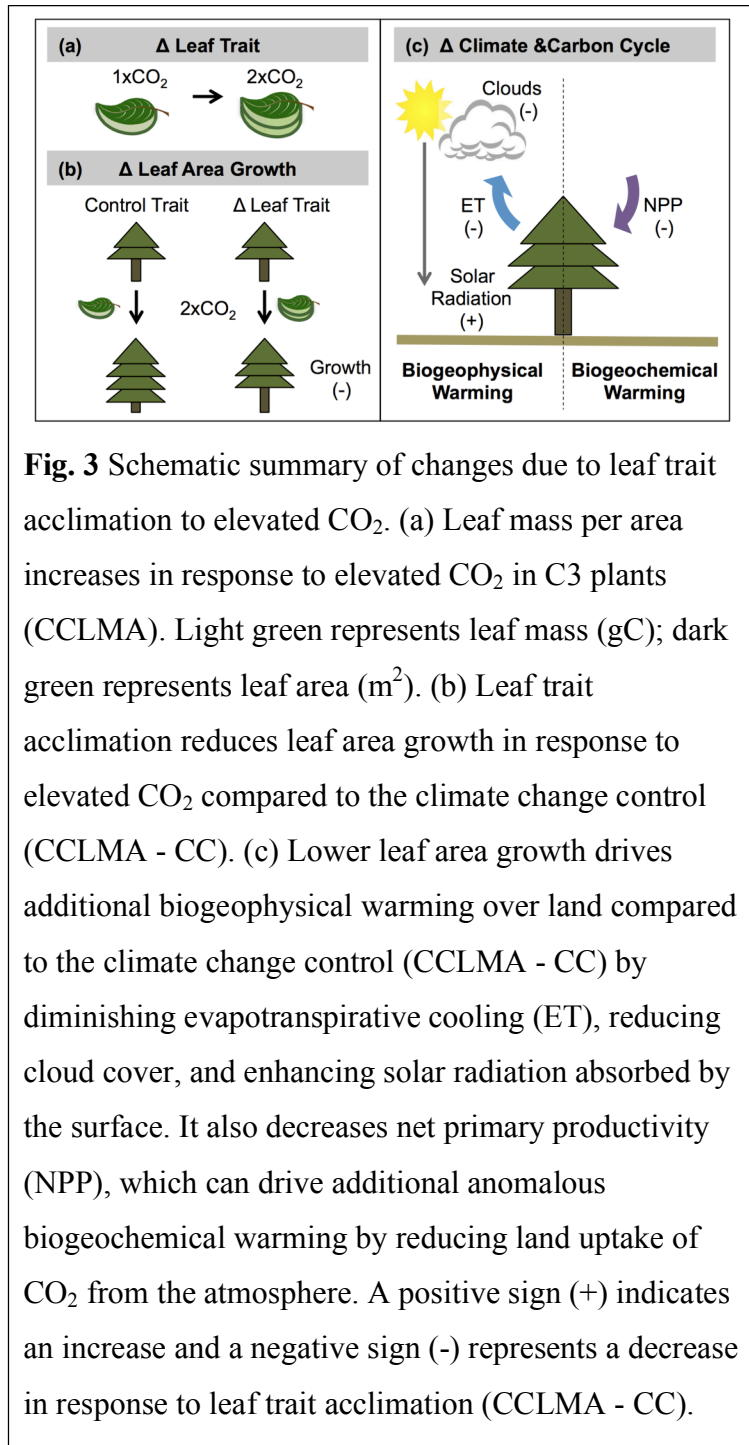 (a) Δ Leaf Trait
1xCO₂ 2xCO₂
(b) Δ Leaf Area Growth
Control Trait Δ Leaf Trait
2xCO₂
Growth
(-)
(c) Δ Climate &Carbon Cycle
Clouds
(-)
ET
(-)
NPP
(-)
Solar
Radiation
(+)
Biogeophysical
Warming
Biogeochemical
Warming
Fig. 3 Schematic summary of changes due to leaf trait
acclimation to elevated CO₂. (a) Leaf mass per area
increases in response to elevated CO₂ in C3 plants
(CCLMA). Light green represents leaf mass (gC); dark
green represents leaf area (m²). (b) Leaf trait
acclimation reduces leaf area growth in response to
elevated CO₂ compared to the climate change control
(CCLMA - CC). (c) Lower leaf area growth drives
additional biogeophysical warming over land compared
to the climate change control (CCLMA - CC) by
diminishing evapotranspirative cooling (ET), reducing
cloud cover, and enhancing solar radiation absorbed by
the surface. It also decreases net primary productivity
(NPP), which can drive additional anomalous
biogeochemical warming by reducing land uptake of
CO₂ from the atmosphere. A positive sign (+) indicates
an increase and a negative sign (-) represents a decrease
in response to leaf trait acclimation (CCLMA - CC).